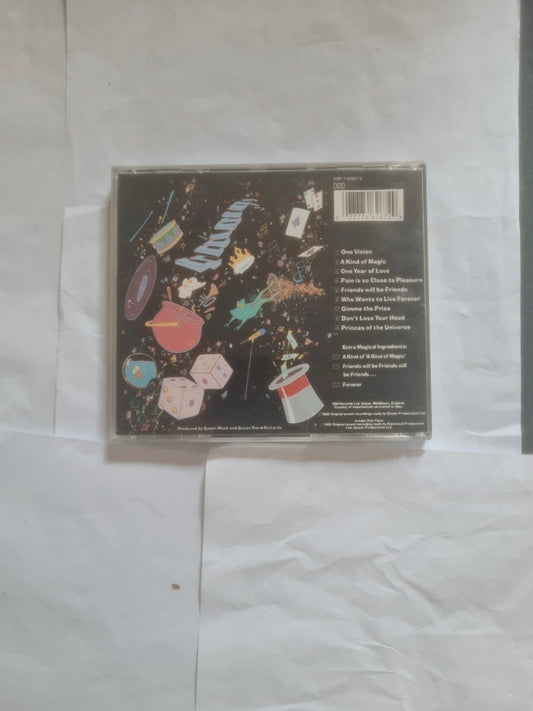 DDD
One Vision
A Kind of Magic
One Year of Love
Pain is so Close to Pleasure
Friends will be Friends
Who Wants to Live Forever
Gimme the Prize
Don't Lose Your Head
Princes of the Universe
Extra Magical Ingredients:
A Kind of 'A Kind of Magic'
Friends will be Friends will
be Friends ...
Forever
Produced by Queen/Mack and Queen/David Richards